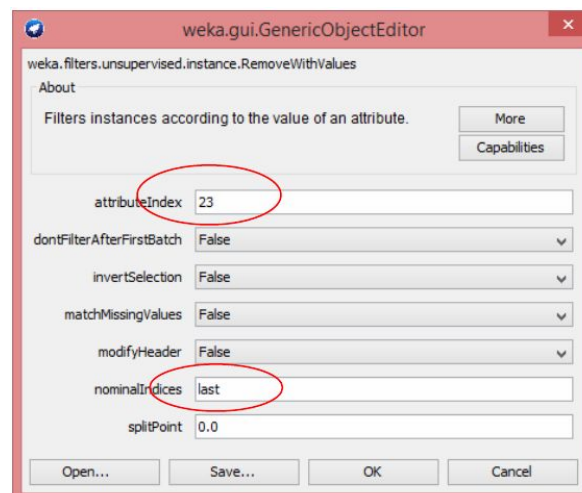 weka.gui.GenericObjectEditor
weka.filters.unsupervised.instance.RemoveWithValues
About
Filters instances according to the value of an attribute.
More
Capabilities
attributeIndex 23
dontFilterAfterFirstBatch False
invertSelection False
matchMissingValues False
modifyHeader False
nominalIndices last
splitPoint 0.0
Open... Save... OK Cancel